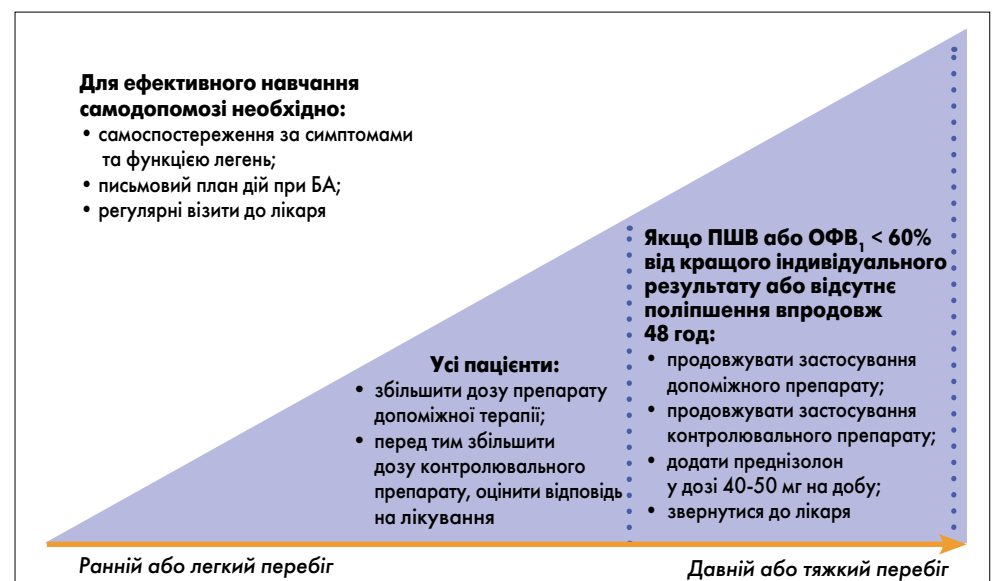 Для ефективного навчання
самодопомозі необхідно:
• самоспостереження за симптомами
та функцією легень;
• письмовий план дій при БА;
• регулярні візити до лікаря
Усі пацієнти:
• збільшити дозу препарату
допоміжної терапії;
• перед тим збільшити
дозу контролювального
препарату, оцінити відповідь
на лікування
Якщо ПШВ або ОФВ₁ < 60%
від кращого індивідуального
результату або відсутнє
поліпшення впродовж
48 год:
• продовжувати застосування
допоміжного препарату;
• продовжувати застосування
контролювального препарату;
• додати преднізолон
у дозі 40-50 мг на добу;
• звернутися до лікаря
Ранній або легкий перебіг
Давній або тяжкий перебіг